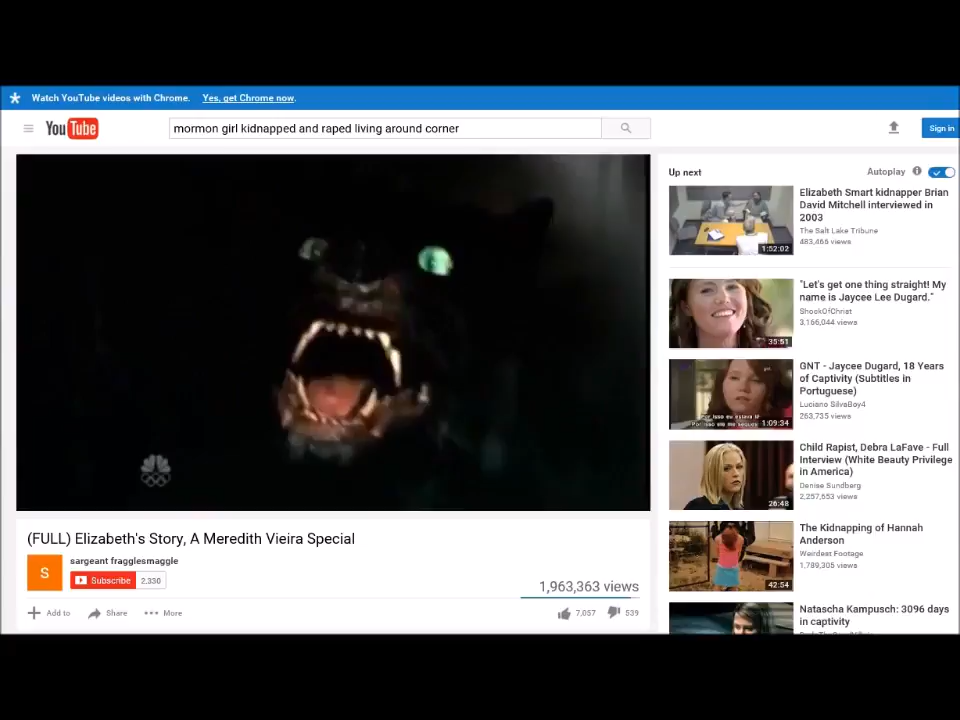 Watch YouTube videos with Chrome. Yes, get Chrome now.
YouTube
mormon girl kidnapped and raped living around corner
Sign in
(FULL) Elizabeth's Story, A Meredith Vieira Special
S
sargeant fragglesmaggle
Subscribe 2,330
1,963,363 views
Add to Share More
7,057 539
Up next Autoplay
Elizabeth Smart kidnapper Brian
David Mitchell interviewed in
2003
The Salt Lake Tribune
483,466 views
1:52:02
"Let's get one thing straight! My
name is Jaycee Lee Dugard."
ShookOfChrist
3,166,044 views
35:51
GNT - Jaycee Dugard, 18 Years
of Captivity (Subtitles in
Portuguese)
Luciano SilvaBoy4
263,735 views
1:09:34
Child Rapist, Debra LaFave - Full
Interview (White Beauty Privilege
in America)
Denise Sundberg
2,257,653 views
26:48
The Kidnapping of Hannah
Anderson
Weirdest Footage
1,789,305 views
42:54
Natascha Kampusch: 3096 days
in captivity